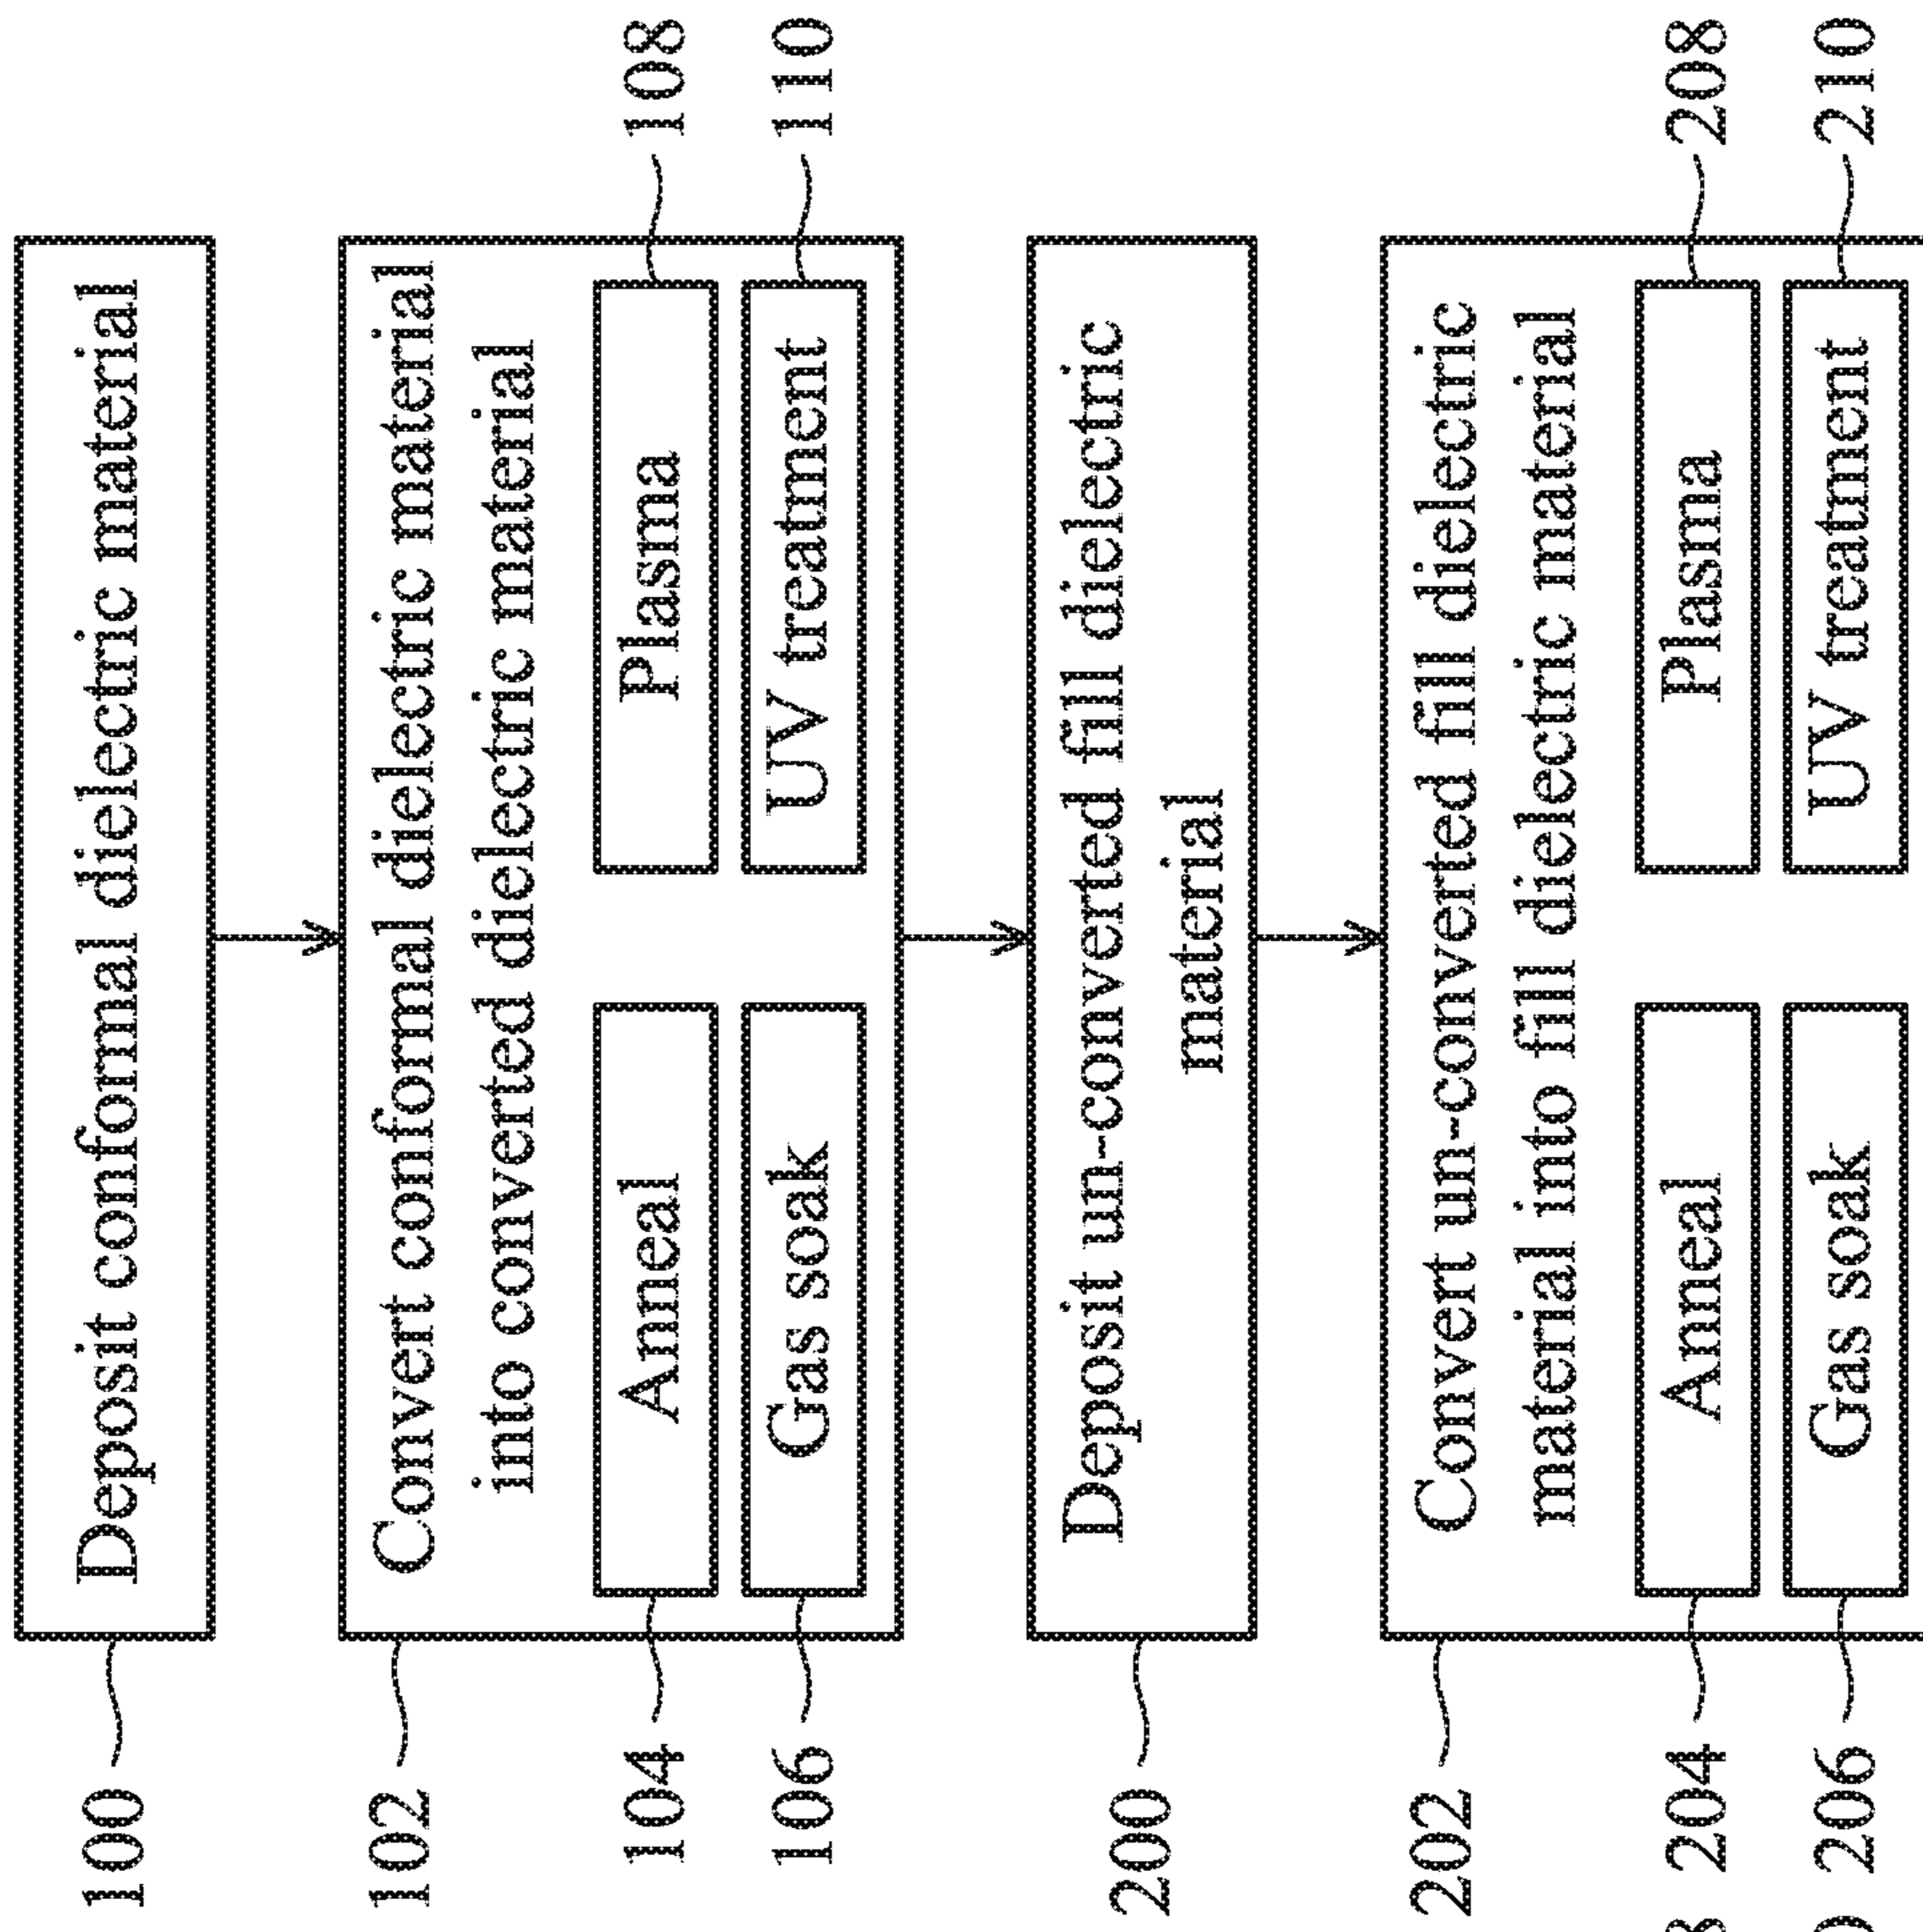 100
Deposit conformal dielectric material
102
Convert conformal dielectric material
into converted dielectric material
104
Anneal
Plasma
108
106
Gas soak
UV treatment
110
200
Deposit un-converted fill dielectric
material
202
Convert un-converted fill dielectric
material into fill dielectric material
204
Anneal
Plasma
208
206
Gas soak
UV treatment
210